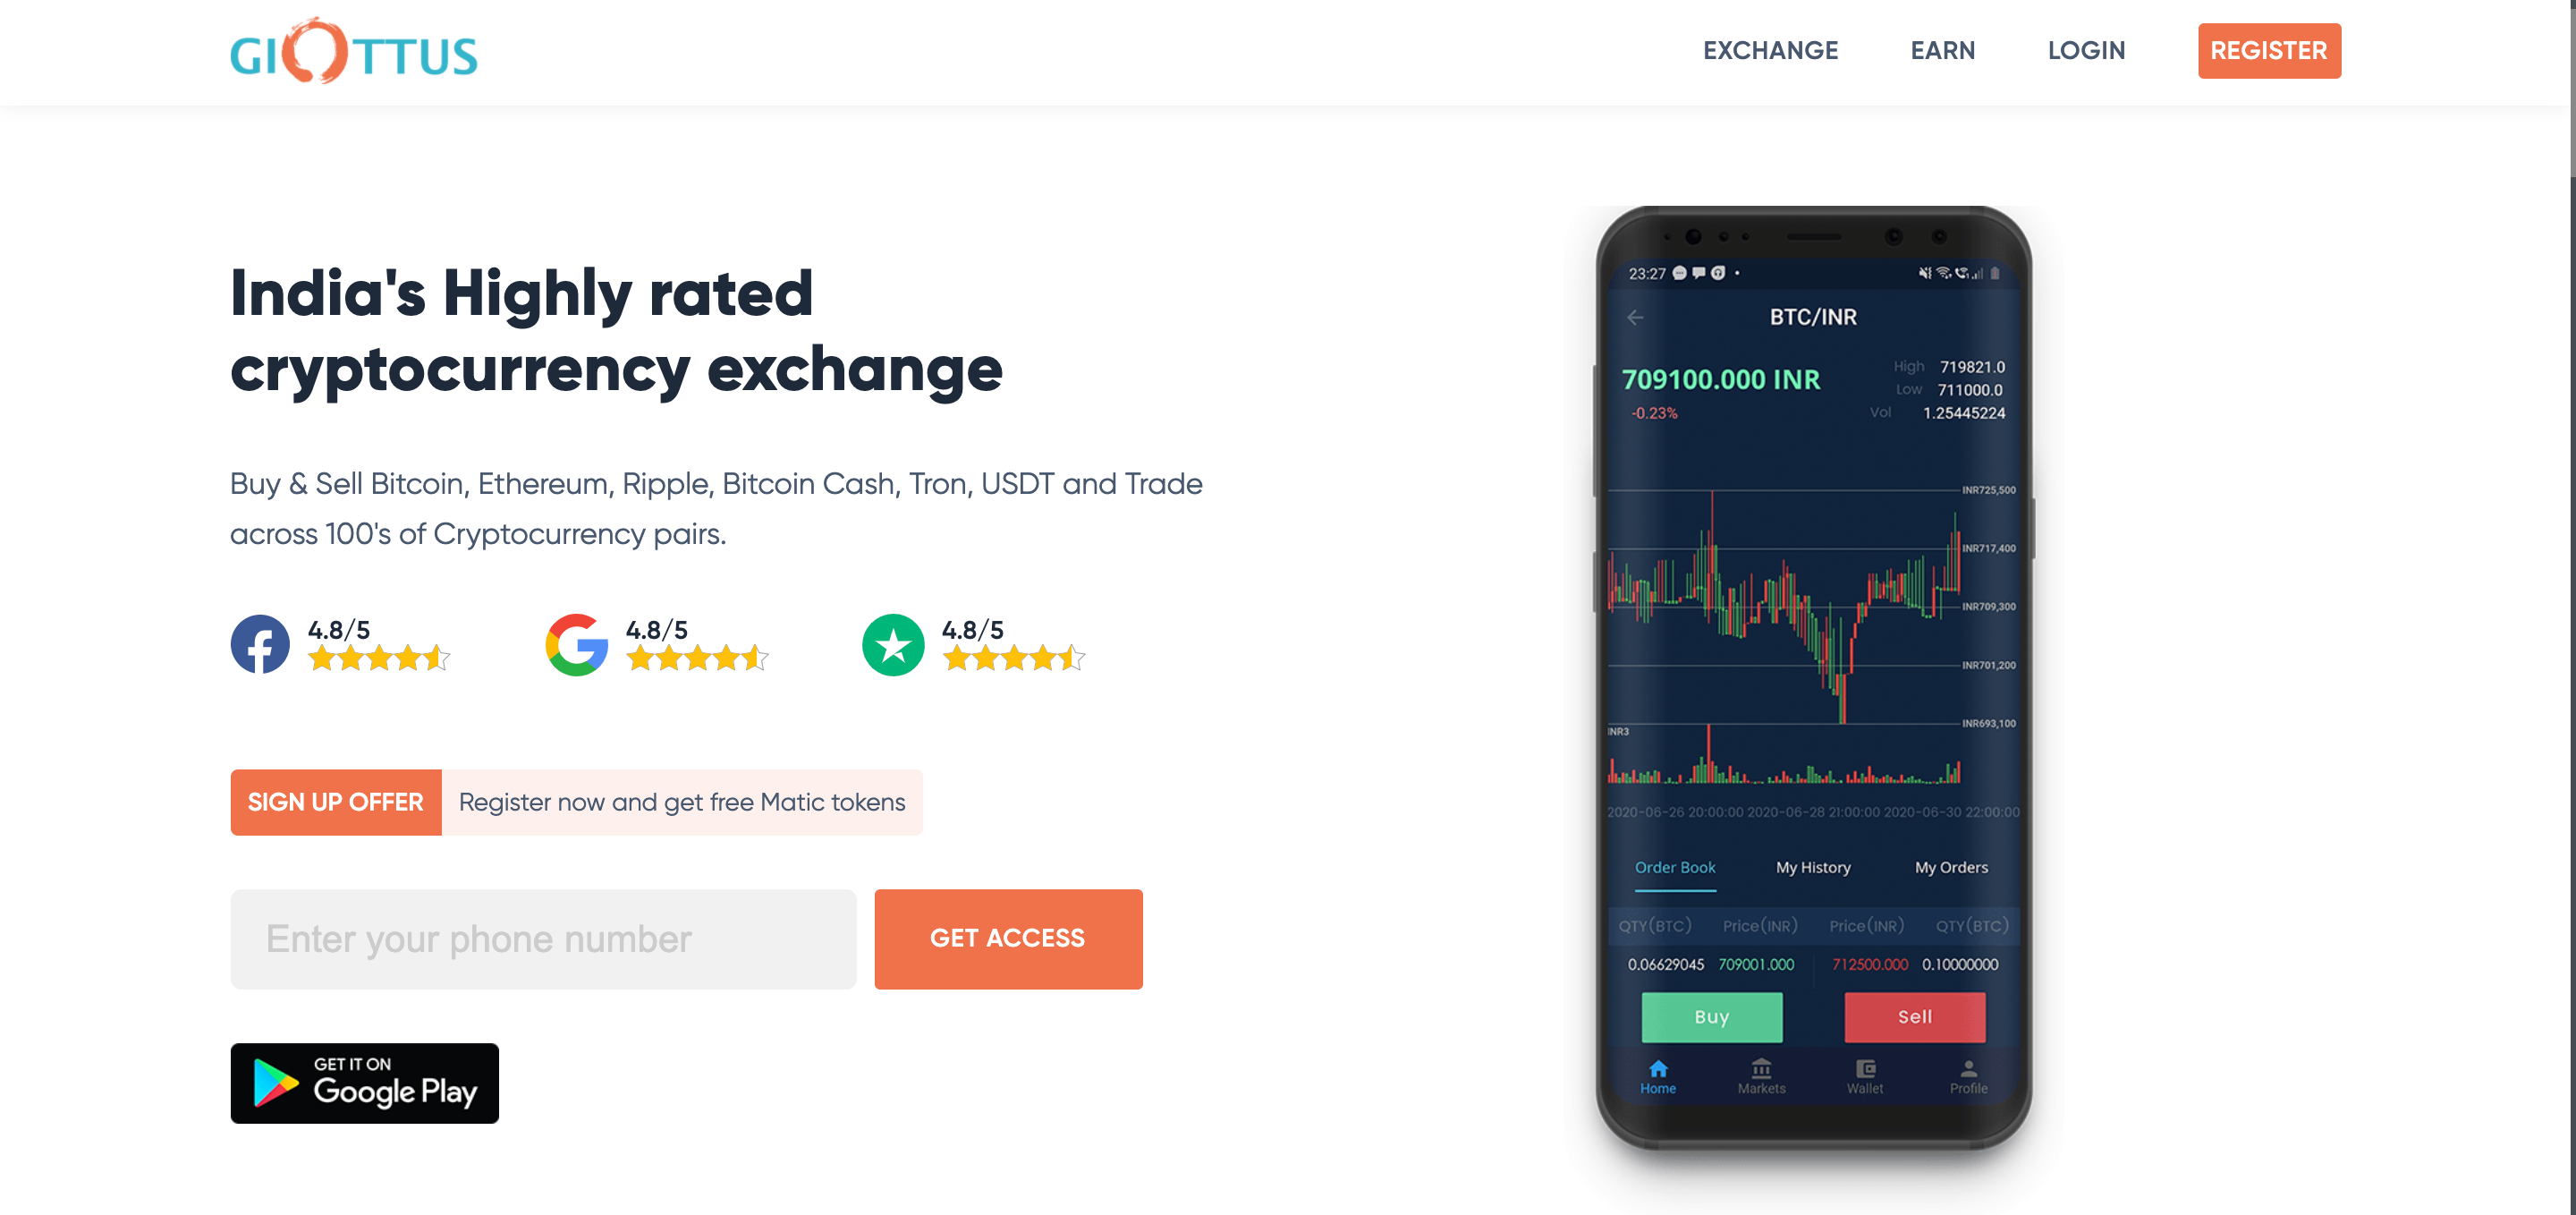 GIOTTUS
EXCHANGE
EARN
LOGIN
REGISTER
India's Highly rated
cryptocurrency exchange
Buy & Sell Bitcoin, Ethereum, Ripple, Bitcoin Cash, Tron, USDT and Trade
across 100's of Cryptocurrency pairs.
4.8/5
4.8/5
4.8/5
SIGN UP OFFER Register now and get free Matic tokens
Enter your phone number
GET ACCESS
GET IT ON
Google Play
23:27
BTC/INR
709100.000 INR
-0.23%
High 719821.0
Low 711000.0
Vol 1.25445224
INR725,500
INR717,400
INR709,300
INR701,200
INR693,100
INR3
2020-06-26 20:00:00 2020-06-28 21:00:00 2020-06-30 22:00:00
Order Book My History My Orders
QTY(BTC) Price(INR) Price(INR) QTY(BTC)
0.06629045 709001.000 712500.000 0.10000000
Buy Sell
Home Markets Wallet Profile